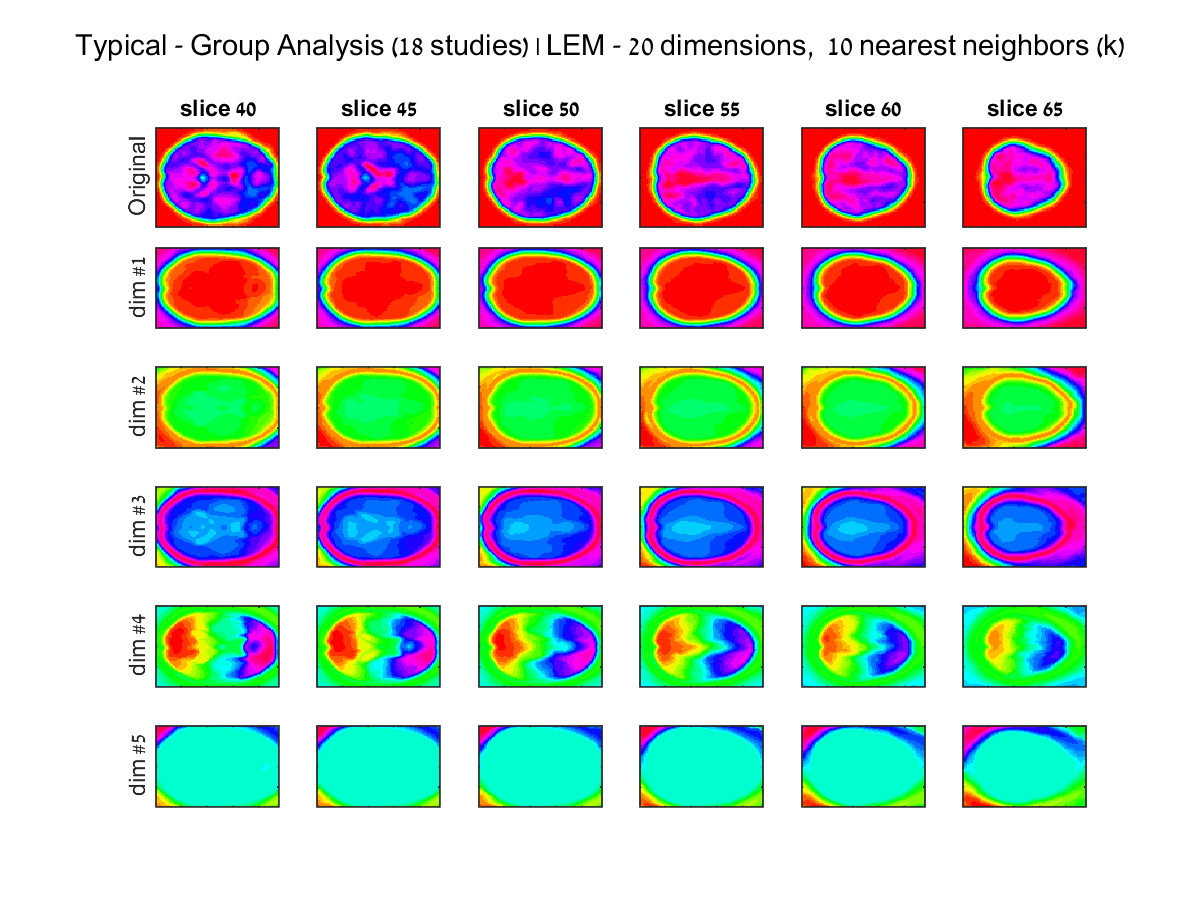 Typical - Group Analysis (18 studies) | LEM - 20 dimensions, 10 nearest neighbors (k)
slice 40 slice 45 slice 50 slice 55 slice 60 slice 65
Original
dim #1
dim #2
dim #3
dim #4
dim #5